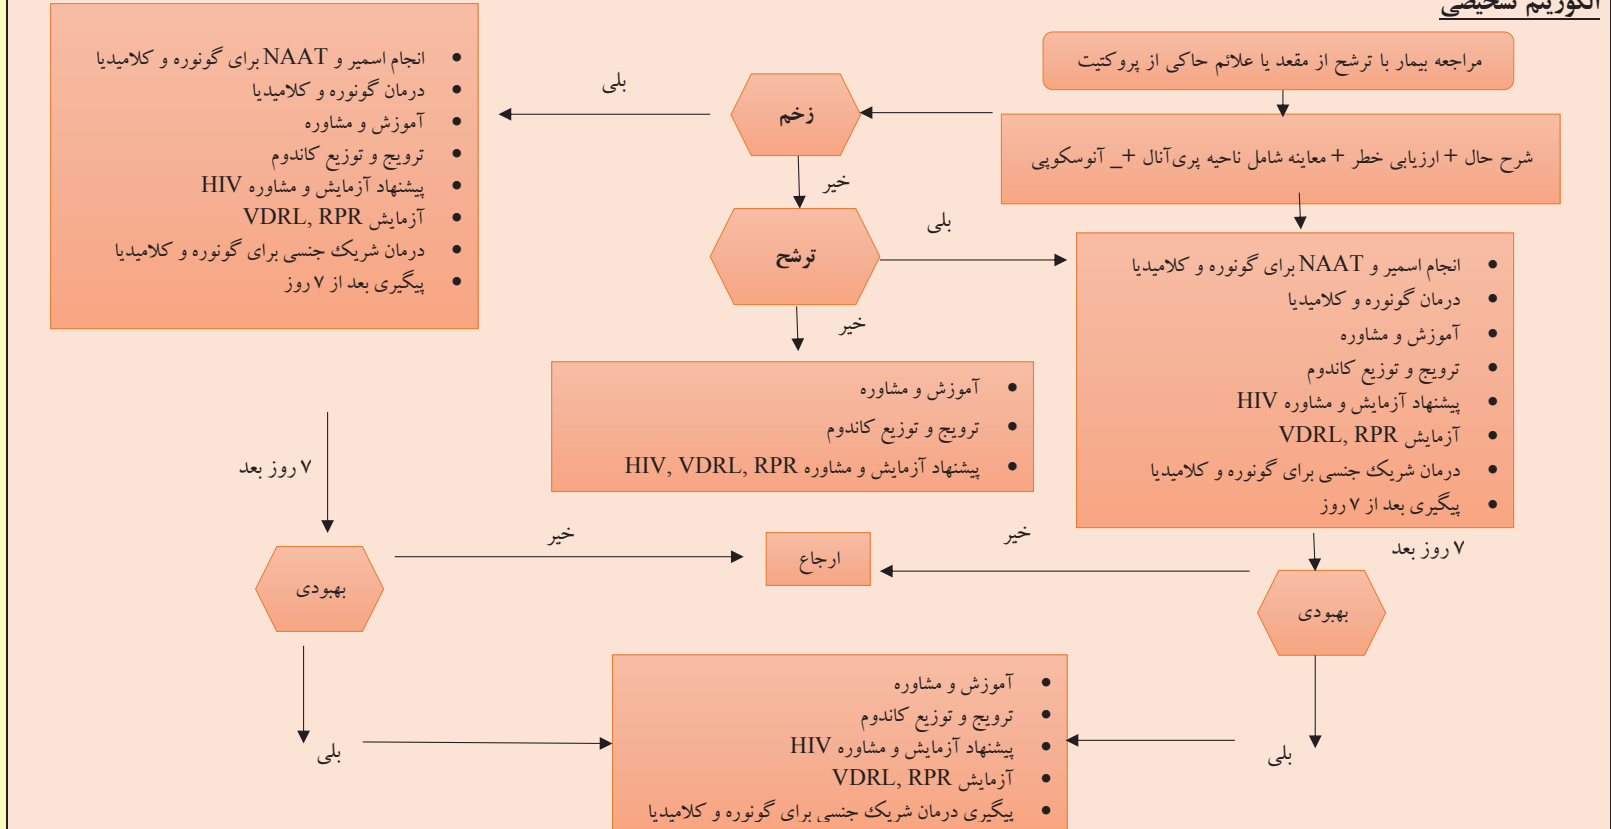 الگوریتم تشخیصی
مراجعه بیمار با ترشح از مقعد یا علائم حاکی از پروکتیت
شرح حال + ارزیابی خطر + معاینه شامل ناحیه پری‌آنال +_ آنوسکوپی
زخم
بلی
• انجام اسمیر و NAAT برای گونوره و کلامیدیا
• درمان گونوره و کلامیدیا
• آموزش و مشاوره
• ترویج و توزیع کاندوم
• پیشنهاد آزمایش و مشاوره HIV
• آزمایش VDRL, RPR
• درمان شریک جنسی برای گونوره و کلامیدیا
• پیگیری بعد از ۷ روز
خیر
ترشح
بلی
• انجام اسمیر و NAAT برای گونوره و کلامیدیا
• درمان گونوره و کلامیدیا
• آموزش و مشاوره
• ترویج و توزیع کاندوم
• پیشنهاد آزمایش و مشاوره HIV
• آزمایش VDRL, RPR
• درمان شریک جنسی برای گونوره و کلامیدیا
• پیگیری بعد از ۷ روز
خیر
• آموزش و مشاوره
• ترویج و توزیع کاندوم
• پیشنهاد آزمایش و مشاوره HIV, VDRL, RPR
۷ روز بعد
۷ روز بعد
بهبودی
خیر
ارجاع
خیر
بهبودی
بلی
بلی
• آموزش و مشاوره
• ترویج و توزیع کاندوم
• پیشنهاد آزمایش و مشاوره HIV
• آزمایش VDRL, RPR
• پیگیری درمان شریک جنسی برای گونوره و کلامیدیا